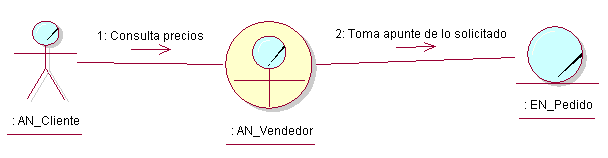 1: Consulta precios
2: Toma apunte de lo solicitado
: AN_Cliente
: AN_Vendedor
: EN_Pedido